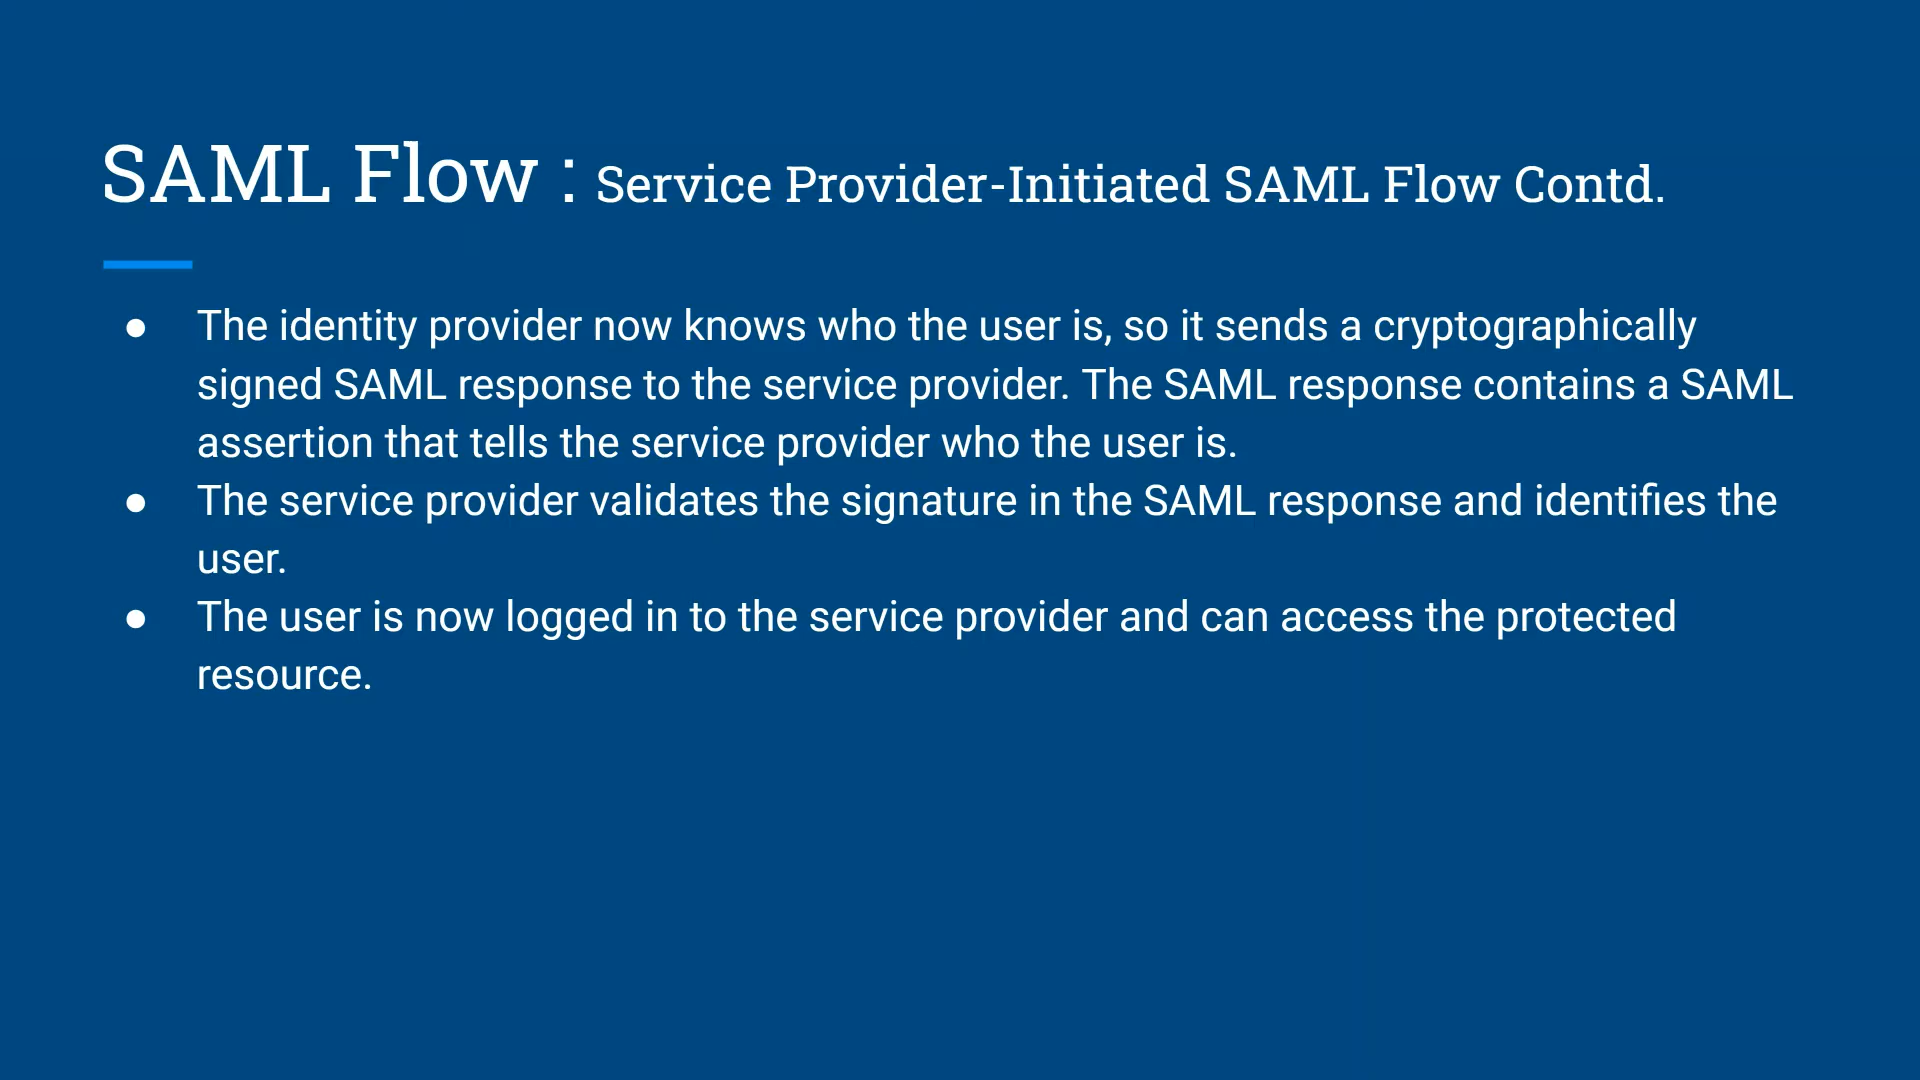 SAML Flow : Service Provider-Initiated SAML Flow Contd.
● The identity provider now knows who the user is, so it sends a cryptographically
signed SAML response to the service provider. The SAML response contains a SAML
assertion that tells the service provider who the user is.
● The service provider validates the signature in the SAML response and identifies the
user.
● The user is now logged in to the service provider and can access the protected
resource.